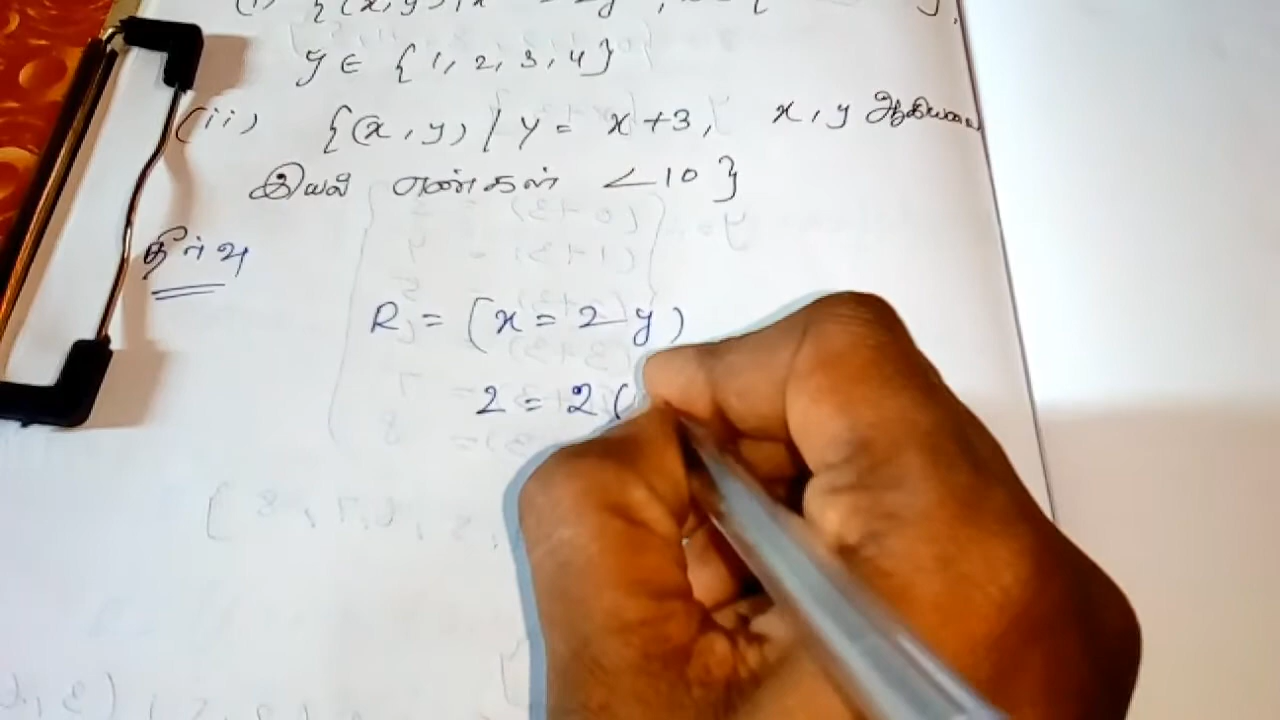 y ∈ {1, 2, 3, 4}
(ii) {(x, y) / y = x+3, x, y ஆகியவை
இயல் எண்கள் <10}
தீர்வு
R = (x = 2y)
2 = 2 (